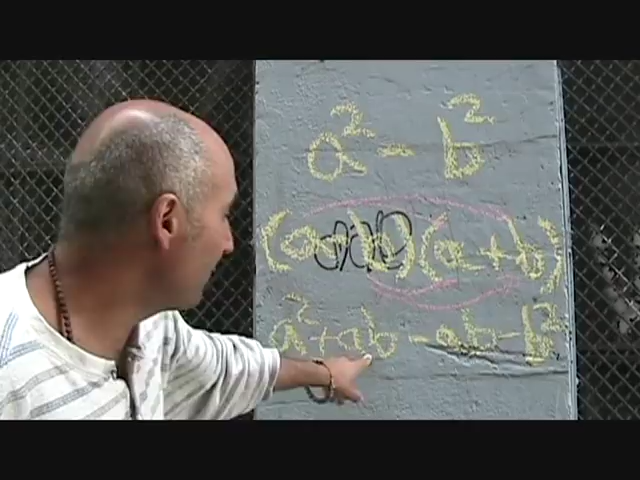 a² - b²
(a-b)(a+b)
a²+ab-ab-b²